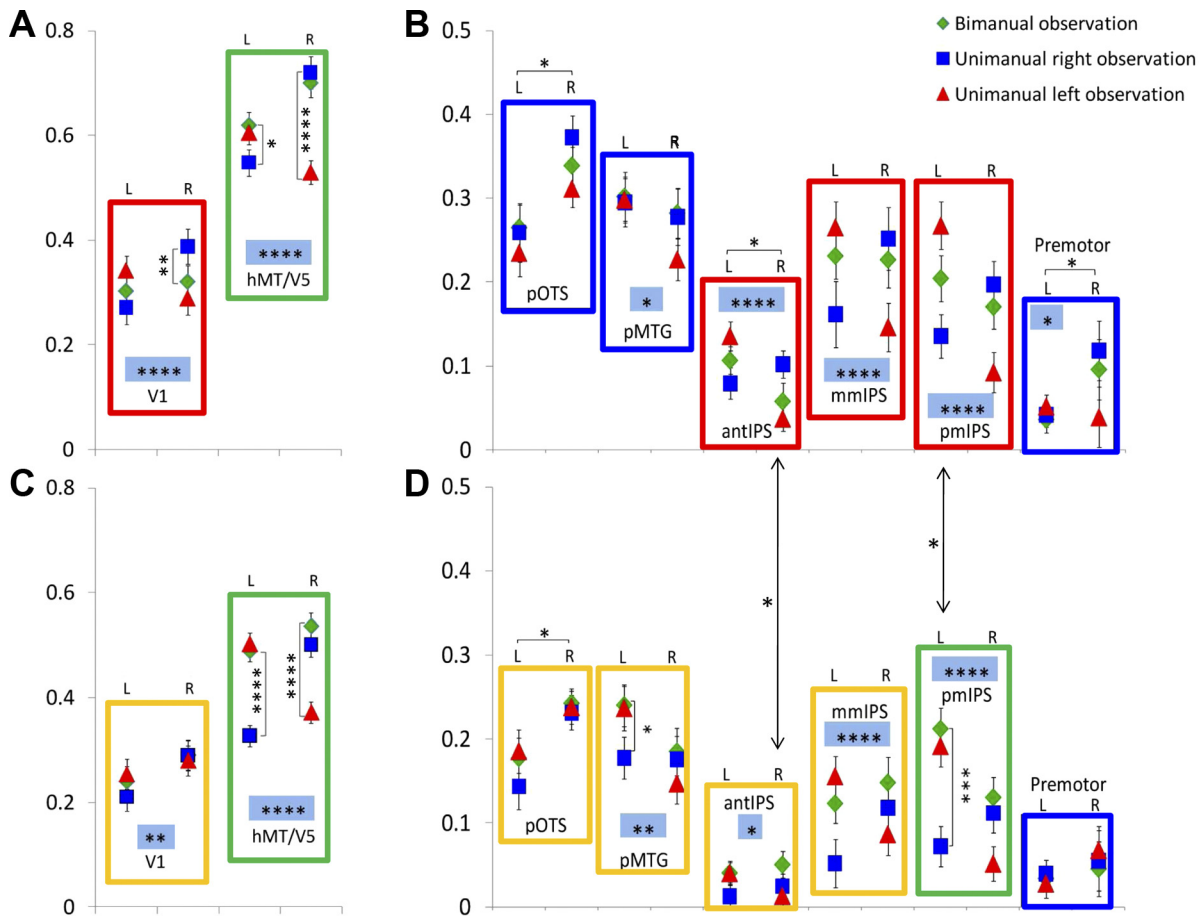 A
0.8
0.6
0.4
0.2
0
L
R
****
V1
**
L
R
*
****
****
hMT/V5
B
0.5
0.4
0.3
0.2
0.1
0
Bimanual observation
Unimanual right observation
Unimanual left observation
*
L
R
pOTS
L
R
*
pMTG
*
L
R
****
antIPS
L
R
****
mmIPS
L
R
****
pmIPS
Premotor
*
L
R
*
*
*
C
0.8
0.6
0.4
0.2
0
L
R
**
V1
L
R
****
****
****
hMT/V5
D
0.5
0.4
0.3
0.2
0.1
0
*
L
R
pOTS
L
R
*
**
pMTG
L
R
antIPS
*
L
R
mmIPS
****
L
R
****
pmIPS
***
Premotor
L
R